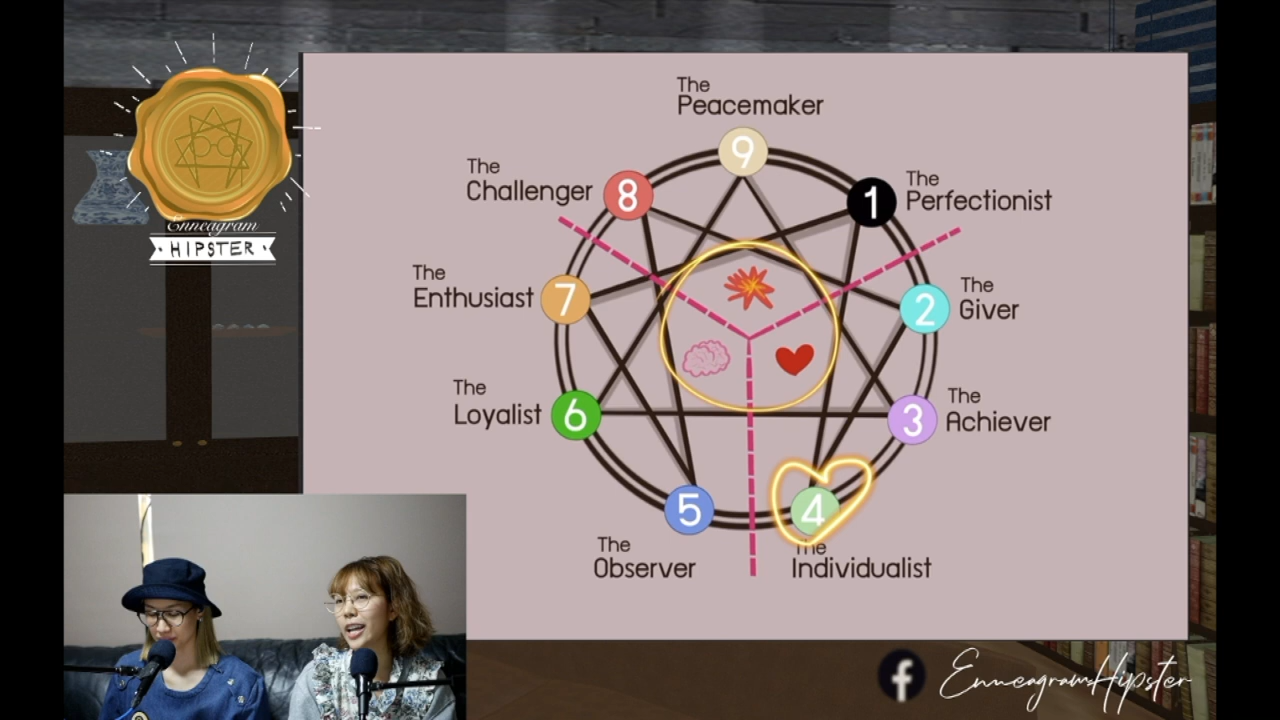 Enneagram
HIPSTER
The
Peacemaker
9
The
Challenger
8
1
The
Perfectionist
The
Enthusiast
7
2
The
Giver
The
Loyalist
6
3
The
Achiever
5
4
The
Observer
The
Individualist
f
EnneagramHipster